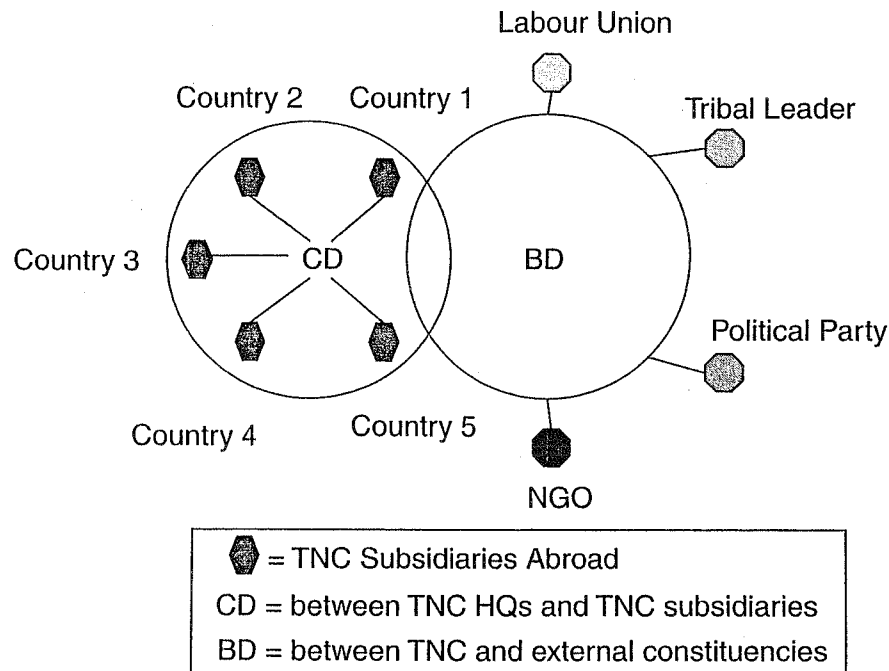 Labour Union
Country 2
Country 1
Tribal Leader
Country 3
CD
BD
Political Party
Country 4
Country 5
NGO
= TNC Subsidiaries Abroad
CD = between TNC HQs and TNC subsidiaries
BD = between TNC and external constituencies